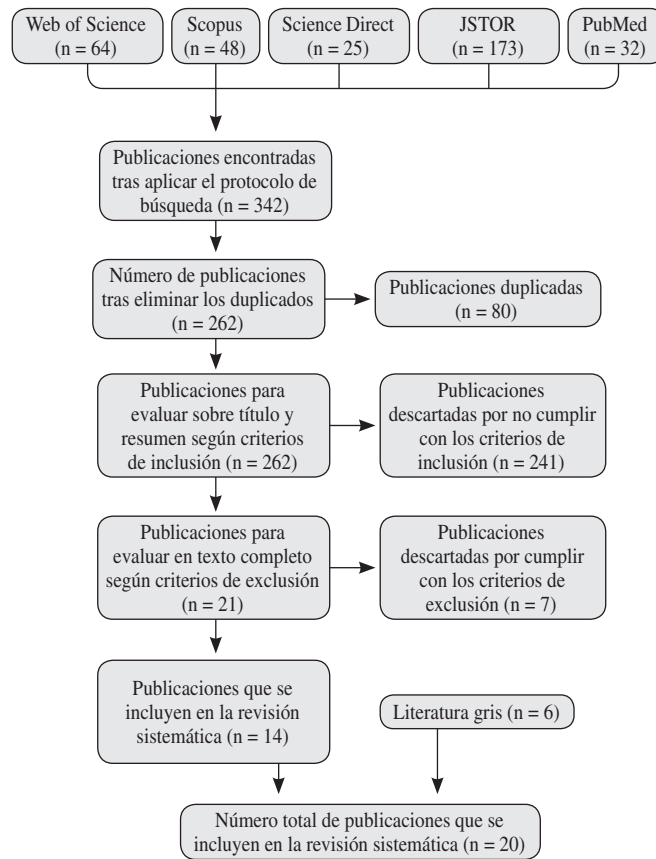 Web of Science
(n = 64)
Scopus
(n = 48)
Science Direct
(n = 25)
JSTOR
(n = 173)
PubMed
(n = 32)
Publicaciones encontradas
tras aplicar el protocolo de
búsqueda (n = 342)
Número de publicaciones
tras eliminar los duplicados
(n = 262)
Publicaciones duplicadas
(n = 80)
Publicaciones para
evaluar sobre título y
resumen según criterios
de inclusión (n = 262)
Publicaciones
descartadas por no cumplir
con los criterios de
inclusión (n = 241)
Publicaciones para
evaluar en texto completo
según criterios de exclusión
(n = 21)
Publicaciones
descartadas por cumplir
con los criterios de
exclusión (n = 7)
Publicaciones que se
incluyen en la revisión
sistemática (n = 14)
Literatura gris (n = 6)
Número total de publicaciones que se
incluyen en la revisión sistemática (n = 20)